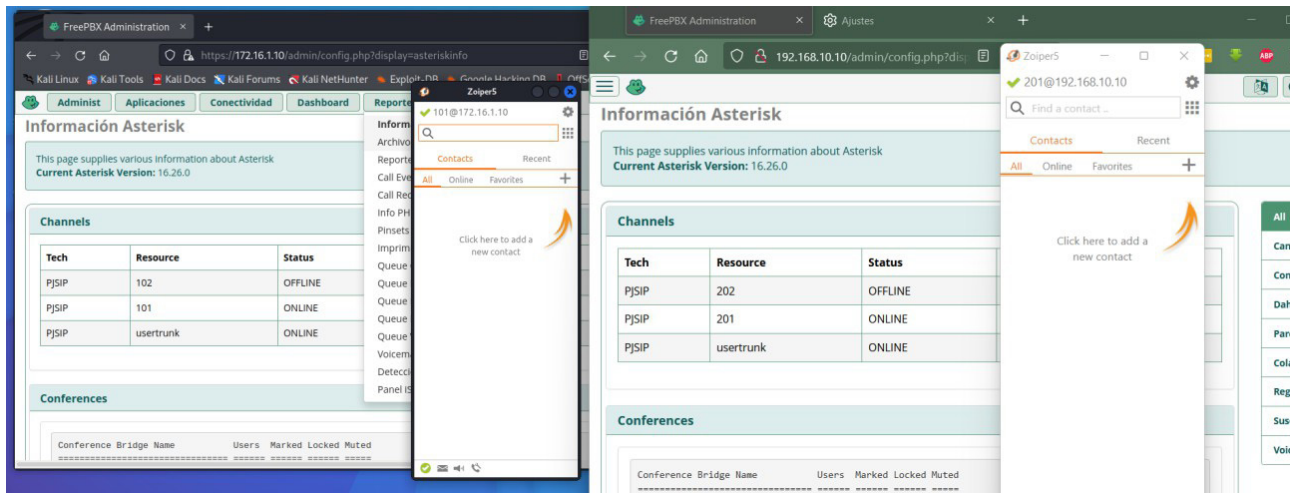 FreePBX Administration
https://172.16.1.10/admin/config.php?display=asteriskinfo
Kali Linux Kali Tools Kali Docs Kali Forums Kali NetHunter Exploit-DB Google Hacking DB OffS
Administ Aplicaciones Conectividad Dashboard Reporte
Información Asterisk
This page supplies various information about Asterisk
Current Asterisk Version: 16.26.0
Channels
Tech Resource Status
PJSIP 102 OFFLINE
PJSIP 101 ONLINE
PJSIP usertrunk ONLINE
Conferences
Conference Bridge Name Users Marked Locked Muted
================================ ====== ====== ====== =====
Inform
Archivo
Reporte
Call Eve
Call Rec
Info PH
Pinsets
Imprim
Queue
Queue
Queue
Queue
Queue
Voicema
Detecci
Panel iS
Zoiper5
101@172.16.1.10
Contacts Recent
All Online Favorites
Click here to add a
new contact
FreePBX Administration
Ajustes
192.168.10.10/admin/config.php?dis
ABP
Información Asterisk
This page supplies various information about Asterisk
Current Asterisk Version: 16.26.0
Channels
Tech Resource Status
PJSIP 202 OFFLINE
PJSIP 201 ONLINE
PJSIP usertrunk ONLINE
Conferences
Conference Bridge Name Users Marked Locked Muted
================================ ====== ====== ====== =====
Zoiper5
201@192.168.10.10
Find a contact ..
Contacts Recent
All Online Favorites
Click here to add a
new contact
All
Can
Con
Dah
Par
Cola
Reg
Sus
Voic